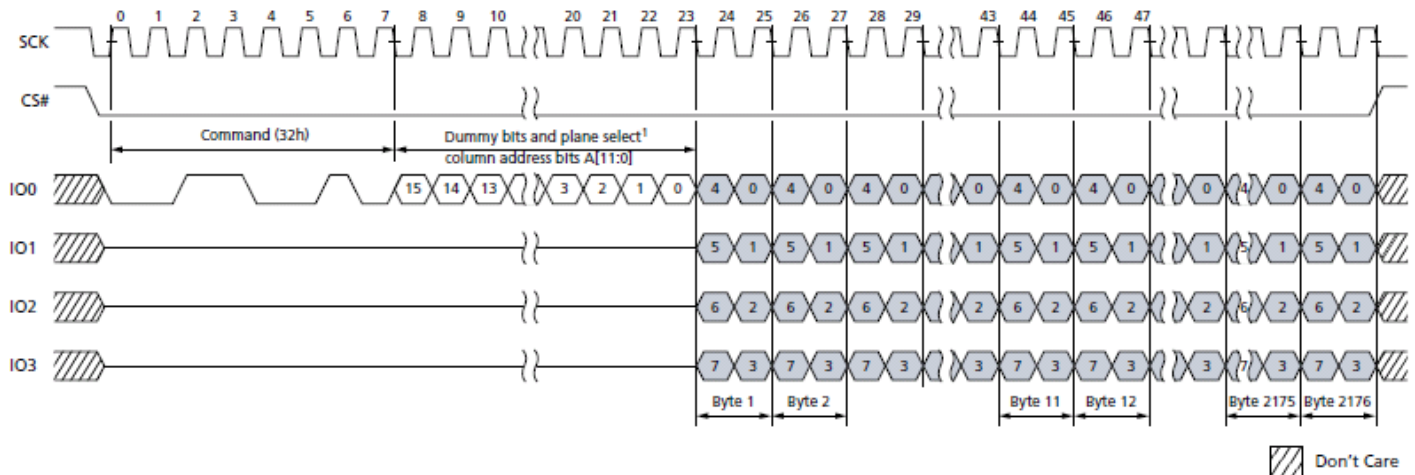 0 1 2 3 4 5 6 7 8 9 10 20 21 22 23 24 25 26 27 28 29 43 44 45 46 47
SCK
CS#
Command (32h)
Dummy bits and plane select1
column address bits A[11:0]
IO0 15 14 13 3 2 1 0 4 0 4 0 4 0 0 4 0 4 0 0 4 0 4 0
IO1 5 1 5 1 5 1 1 5 1 5 1 1 5 1 5 1
IO2 6 2 6 2 6 2 2 6 2 6 2 2 6 2 6 2
IO3 7 3 7 3 7 3 3 7 3 7 3 3 7 3 7 3
Byte 1 Byte 2 Byte 11 Byte 12 Byte 2175 Byte 2176
Don't Care